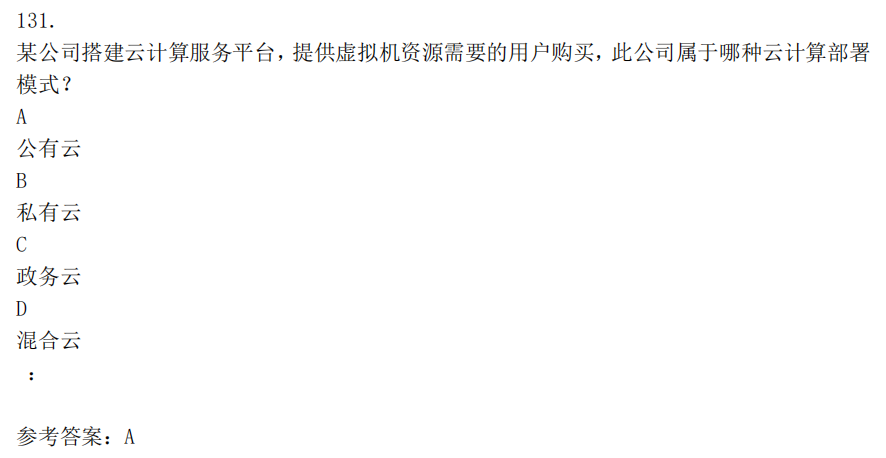 131.
某公司搭建云计算服务平台，提供虚拟机资源需要的用户购买，此公司属于哪种云计算部署
模式？
A
公有云
B
私有云
C
政务云
D
混合云
：
参考答案：A